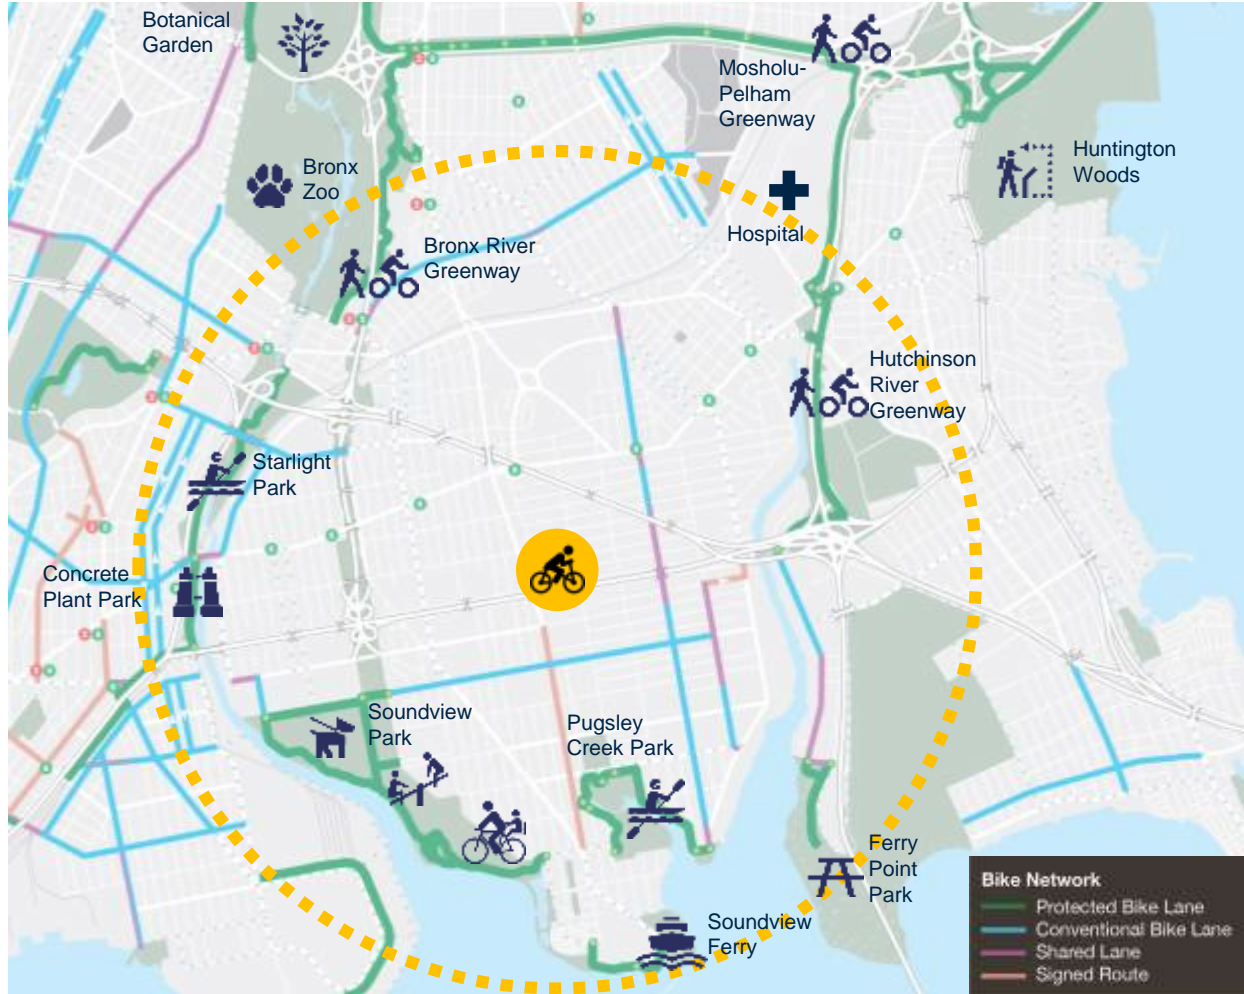 Botanical
Garden
Mosholu-
Pelham
Greenway
Huntington
Woods
Bronx
Zoo
Hospital
Bronx River
Greenway
Hutchinson
River
Greenway
Starlight
Park
Concrete
Plant Park
Soundview
Park
Pugsley
Creek Park
Ferry
Point
Park
Soundview
Ferry
Bike Network
Protected Bike Lane
Conventional Bike Lane
Shared Lane
Signed Route